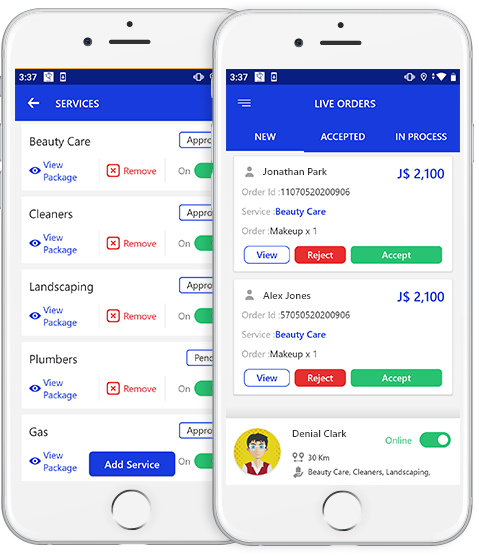 3:37
SERVICES
Beauty Care
Appro
View Package
Remove
On
Cleaners
Appro
View Package
Remove
On
Landscaping
Appro
View Package
Remove
On
Plumbers
Pend
View Package
Remove
On
Gas
Appro
View Package
Add Service
On
3:37
LIVE ORDERS
NEW ACCEPTED IN PROCESS
Jonathan Park J$ 2,100
Order Id :11070520200906
Service :Beauty Care
Order :Makeup x 1
View Reject Accept
Alex Jones J$ 2,100
Order Id :57050520200906
Service :Beauty Care
Order :Makeup x 1
View Reject Accept
Denial Clark
Online
30 Km
Beauty Care, Cleaners, Landscaping,